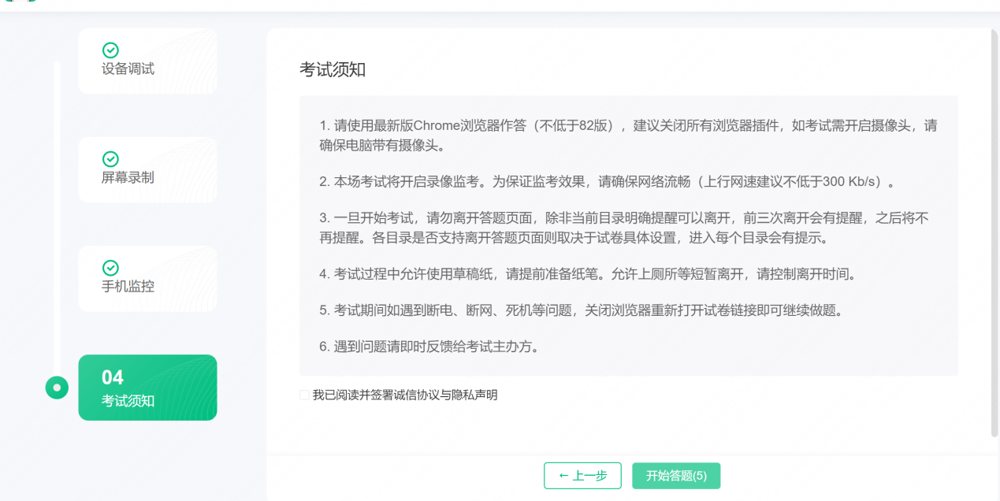 设备调试
屏幕录制
手机监控
04
考试须知
考试须知
1. 请使用最新版Chrome浏览器作答（不低于82版），建议关闭所有浏览器插件，如考试需开启摄像头，请
确保电脑带有摄像头。
2. 本场考试将开启录像监考。为保证监考效果，请确保网络流畅（上行网速建议不低于300 Kb/s）。
3. 一旦开始考试，请勿离开答题页面，除非当前目录明确提醒可以离开，前三次离开会有提醒，之后将不
再提醒。各目录是否支持离开答题页面则取决于试卷具体设置，进入每个目录会有提示。
4. 考试过程中允许使用草稿纸，请提前准备纸笔。允许上厕所等短暂离开，请控制离开时间。
5. 考试期间如遇到断电、断网、死机等问题，关闭浏览器重新打开试卷链接即可继续做题。
6. 遇到问题请即时反馈给考试主办方。
我已阅读并签署诚信协议与隐私声明
← 上一步
开始答题(5)